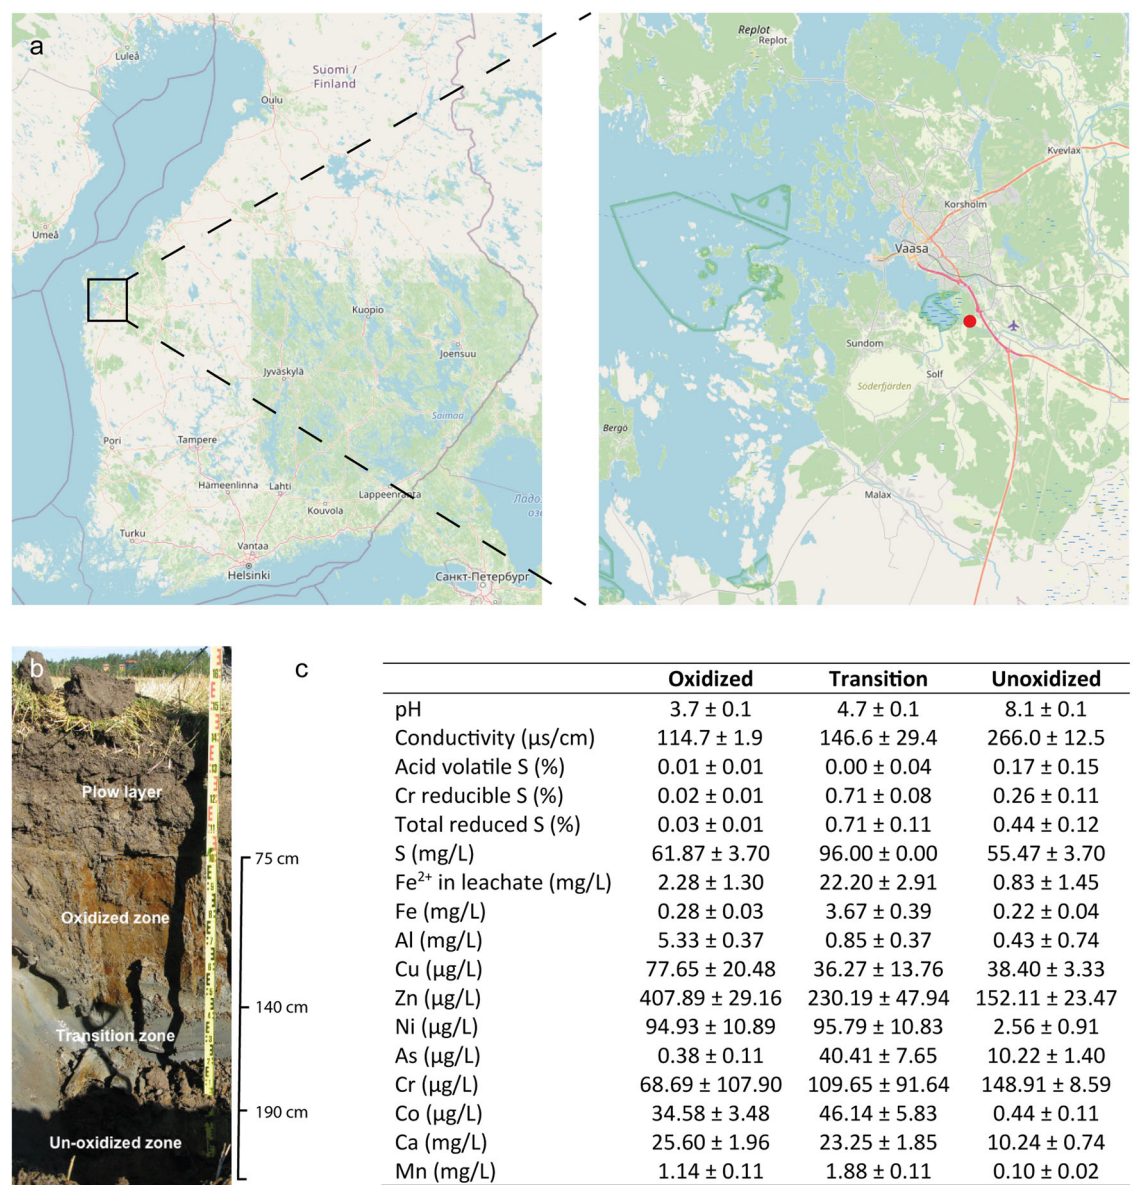 a
Luleå
Suomi /
Finland
Oulu
Umeå
Kuopio
Joensuu
Jyväskylä
Saimaa
Pori
Tampere
Hämeenlinna
Lahti
Lappeenranta
Kouvola
Turku
Vantaa
Helsinki
Санкт-Петербург
Replot
Replot
Kvevlax
Korsholm
Vaasa
Sundom
Solf
Söderfjärden
Bergö
Malax
b
Plow layer
Oxidized zone
Transition zone
Un-oxidized zone
75 cm
140 cm
190 cm
c
Oxidized Transition Unoxidized
pH 3.7 ± 0.1 4.7 ± 0.1 8.1 ± 0.1
Conductivity (µs/cm) 114.7 ± 1.9 146.6 ± 29.4 266.0 ± 12.5
Acid volatile S (%) 0.01 ± 0.01 0.00 ± 0.04 0.17 ± 0.15
Cr reducible S (%) 0.02 ± 0.01 0.71 ± 0.08 0.26 ± 0.11
Total reduced S (%) 0.03 ± 0.01 0.71 ± 0.11 0.44 ± 0.12
S (mg/L) 61.87 ± 3.70 96.00 ± 0.00 55.47 ± 3.70
Fe²⁺ in leachate (mg/L) 2.28 ± 1.30 22.20 ± 2.91 0.83 ± 1.45
Fe (mg/L) 0.28 ± 0.03 3.67 ± 0.39 0.22 ± 0.04
Al (mg/L) 5.33 ± 0.37 0.85 ± 0.37 0.43 ± 0.74
Cu (µg/L) 77.65 ± 20.48 36.27 ± 13.76 38.40 ± 3.33
Zn (µg/L) 407.89 ± 29.16 230.19 ± 47.94 152.11 ± 23.47
Ni (µg/L) 94.93 ± 10.89 95.79 ± 10.83 2.56 ± 0.91
As (µg/L) 0.38 ± 0.11 40.41 ± 7.65 10.22 ± 1.40
Cr (µg/L) 68.69 ± 107.90 109.65 ± 91.64 148.91 ± 8.59
Co (µg/L) 34.58 ± 3.48 46.14 ± 5.83 0.44 ± 0.11
Ca (mg/L) 25.60 ± 1.96 23.25 ± 1.85 10.24 ± 0.74
Mn (mg/L) 1.14 ± 0.11 1.88 ± 0.11 0.10 ± 0.02